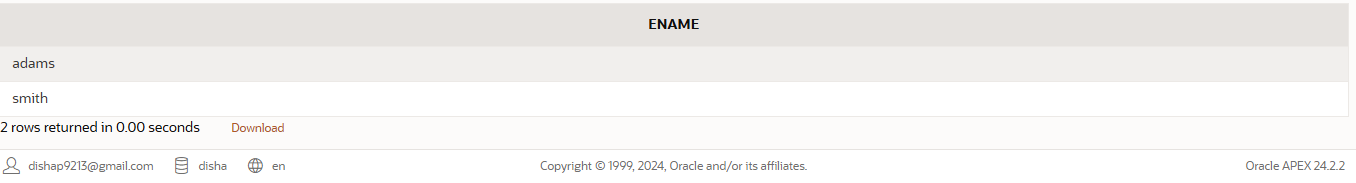 ENAME
adams
smith
2 rows returned in 0.00 seconds Download
dishap9213@gmail.com disha en Copyright © 1999, 2024, Oracle and/or its affiliates. Oracle APEX 24.2.2